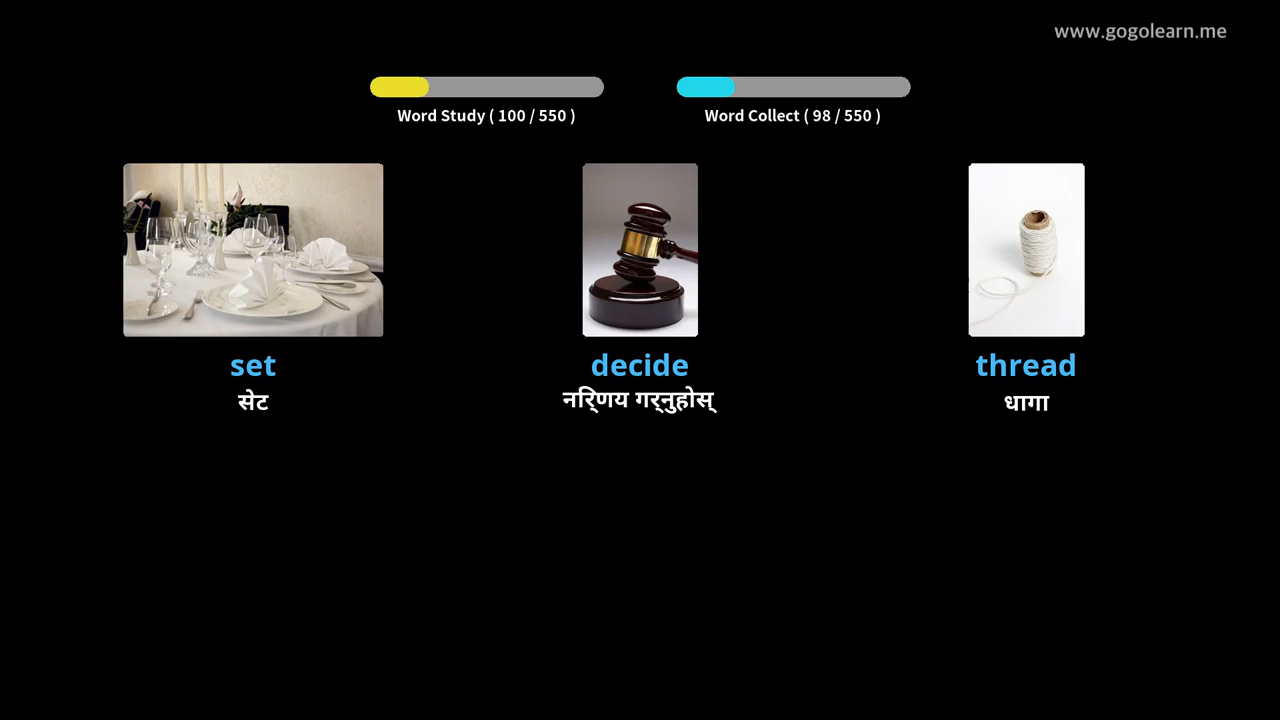 www.gogolearn.me
Word Study ( 100 / 550 )
Word Collect ( 98 / 550 )
set
decide
thread
सेट
निर्णय गर्नुहोस्
धागा